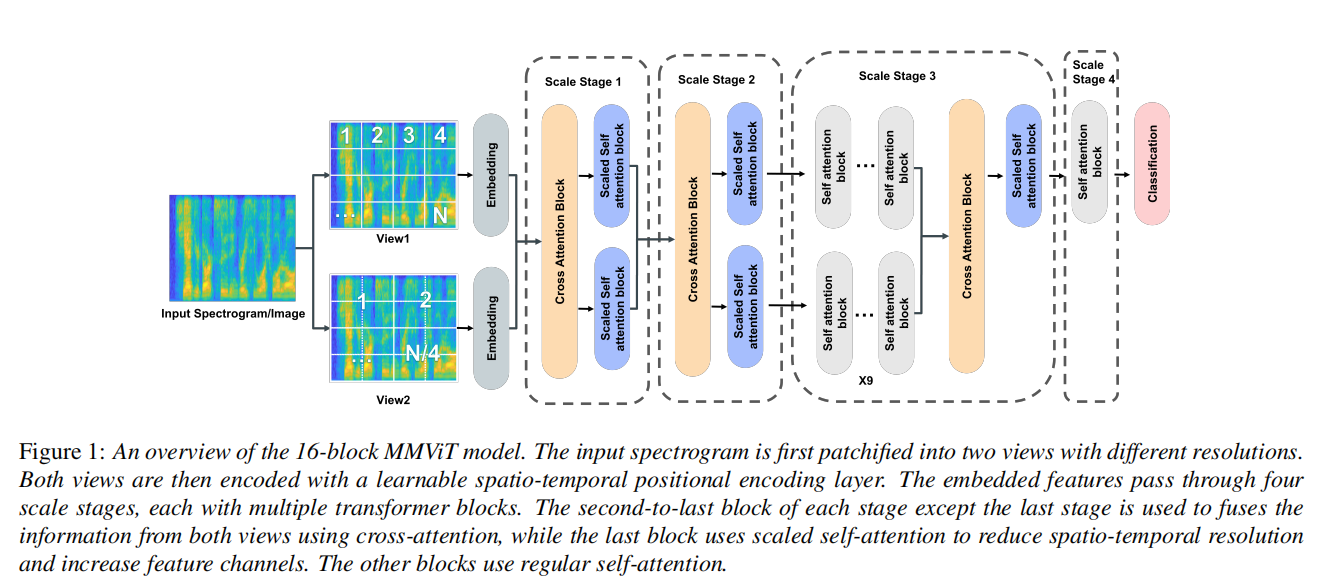 Input Spectrogram/Image
1 2 3 4
... N
View1
1 2
... N/4
View2
Embedding
Embedding
Scale Stage 1
Cross Attention Block
Scaled Self
attention block
Scaled Self
attention block
Scale Stage 2
Cross Attention Block
Scaled Self
attention block
Scaled Self
attention block
Scale Stage 3
Self attention
block
...
Self attention
block
Self attention
block
...
Self attention
block
X9
Cross Attention Block
Scaled Self
attention block
Scale
Stage 4
Self attention
block
Classification
Figure 1: An overview of the 16-block MMViT model. The input spectrogram is first patchified into two views with different resolutions.
Both views are then encoded with a learnable spatio-temporal positional encoding layer. The embedded features pass through four
scale stages, each with multiple transformer blocks. The second-to-last block of each stage except the last stage is used to fuses the
information from both views using cross-attention, while the last block uses scaled self-attention to reduce spatio-temporal resolution
and increase feature channels. The other blocks use regular self-attention.